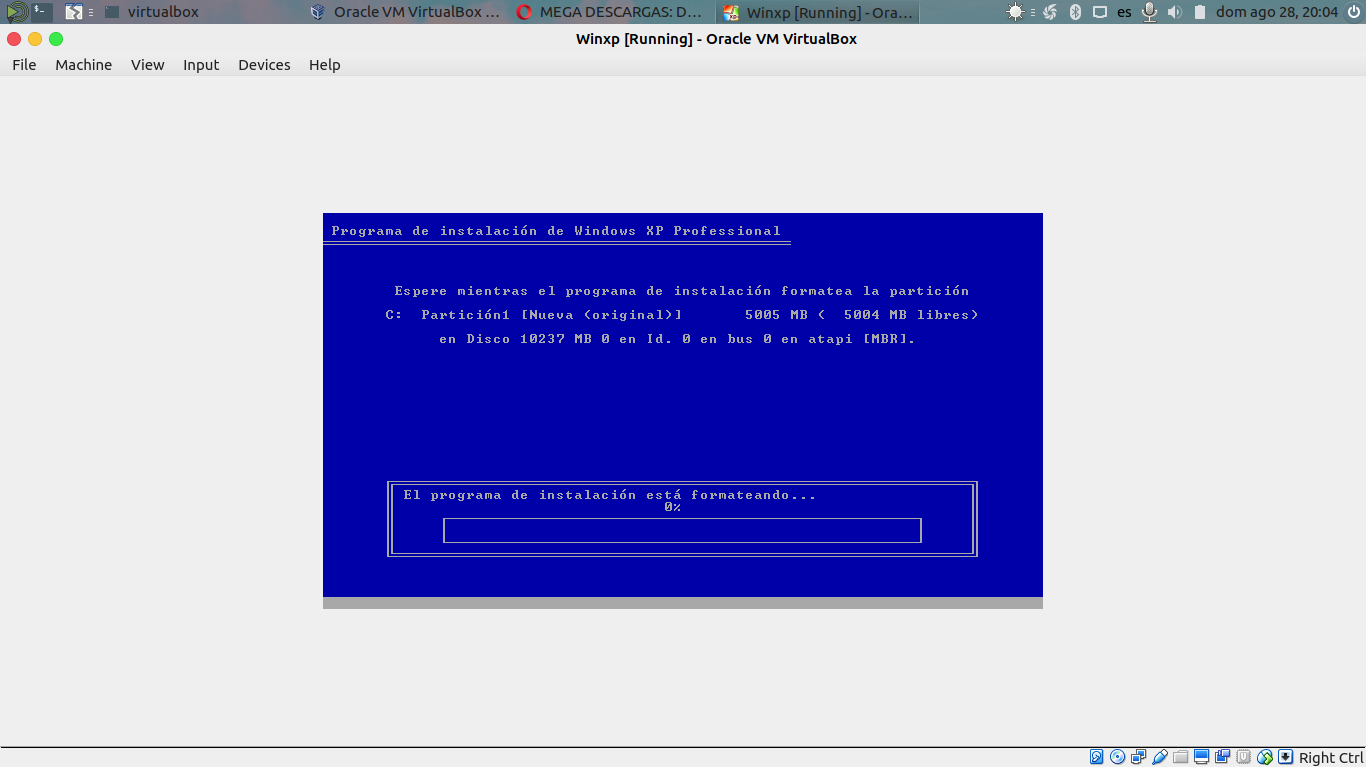 virtualbox
Oracle VM VirtualBox ...
MEGA DESCARGAS: D...
Winxp [Running] - Ora...
es
dom ago 28, 20:04
Winxp [Running] - Oracle VM VirtualBox
File Machine View Input Devices Help
Programa de instalación de Windows XP Professional
Espere mientras el programa de instalación formatea la partición
C: Partición1 [Nueva (original)] 5005 MB ( 5004 MB libres)
en Disco 10237 MB 0 en Id. 0 en bus 0 en atapi [MBR].
El programa de instalación está formateando...
0%
Right Ctrl